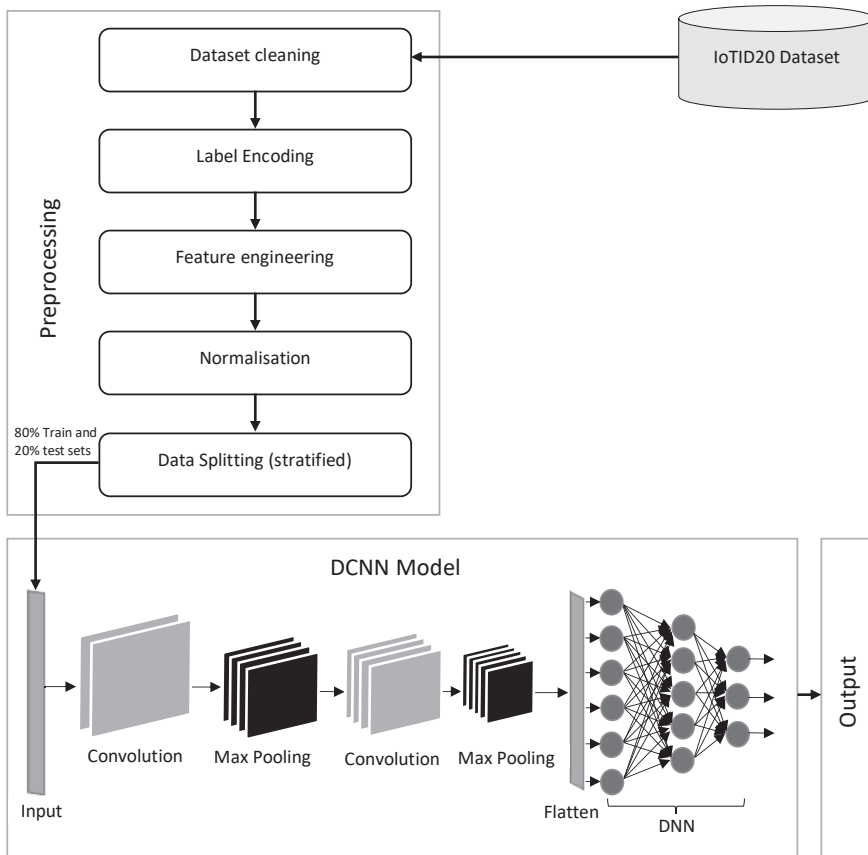 IoTID20 Dataset
Preprocessing
Dataset cleaning
Label Encoding
Feature engineering
Normalisation
80% Train and
20% test sets
Data Splitting (stratified)
DCNN Model
Input
Convolution
Max Pooling
Convolution
Max Pooling
Flatten
DNN
Output